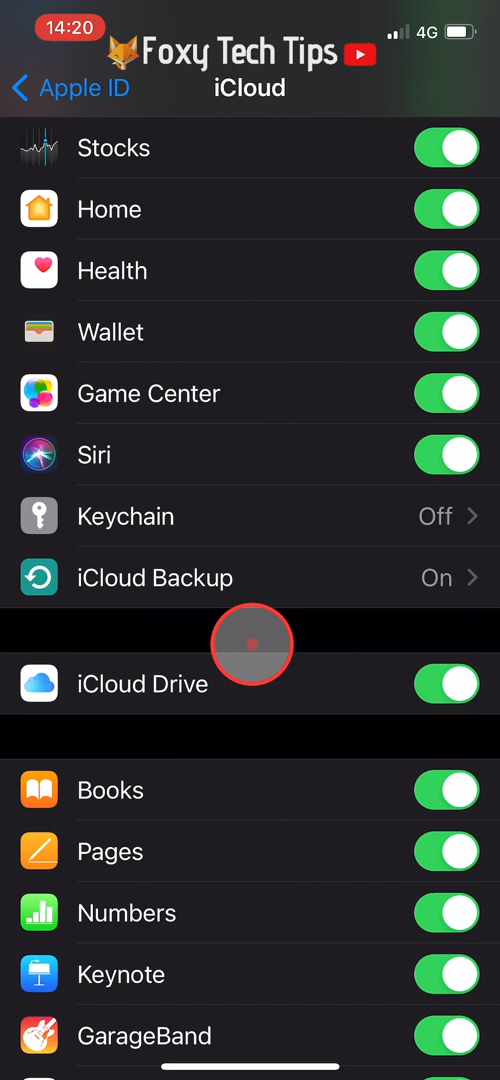 14:20
4G
Foxy Tech Tips
Apple ID
iCloud
Stocks
Home
Health
Wallet
Game Center
Siri
Keychain Off
iCloud Backup On
iCloud Drive
Books
Pages
Numbers
Keynote
GarageBand